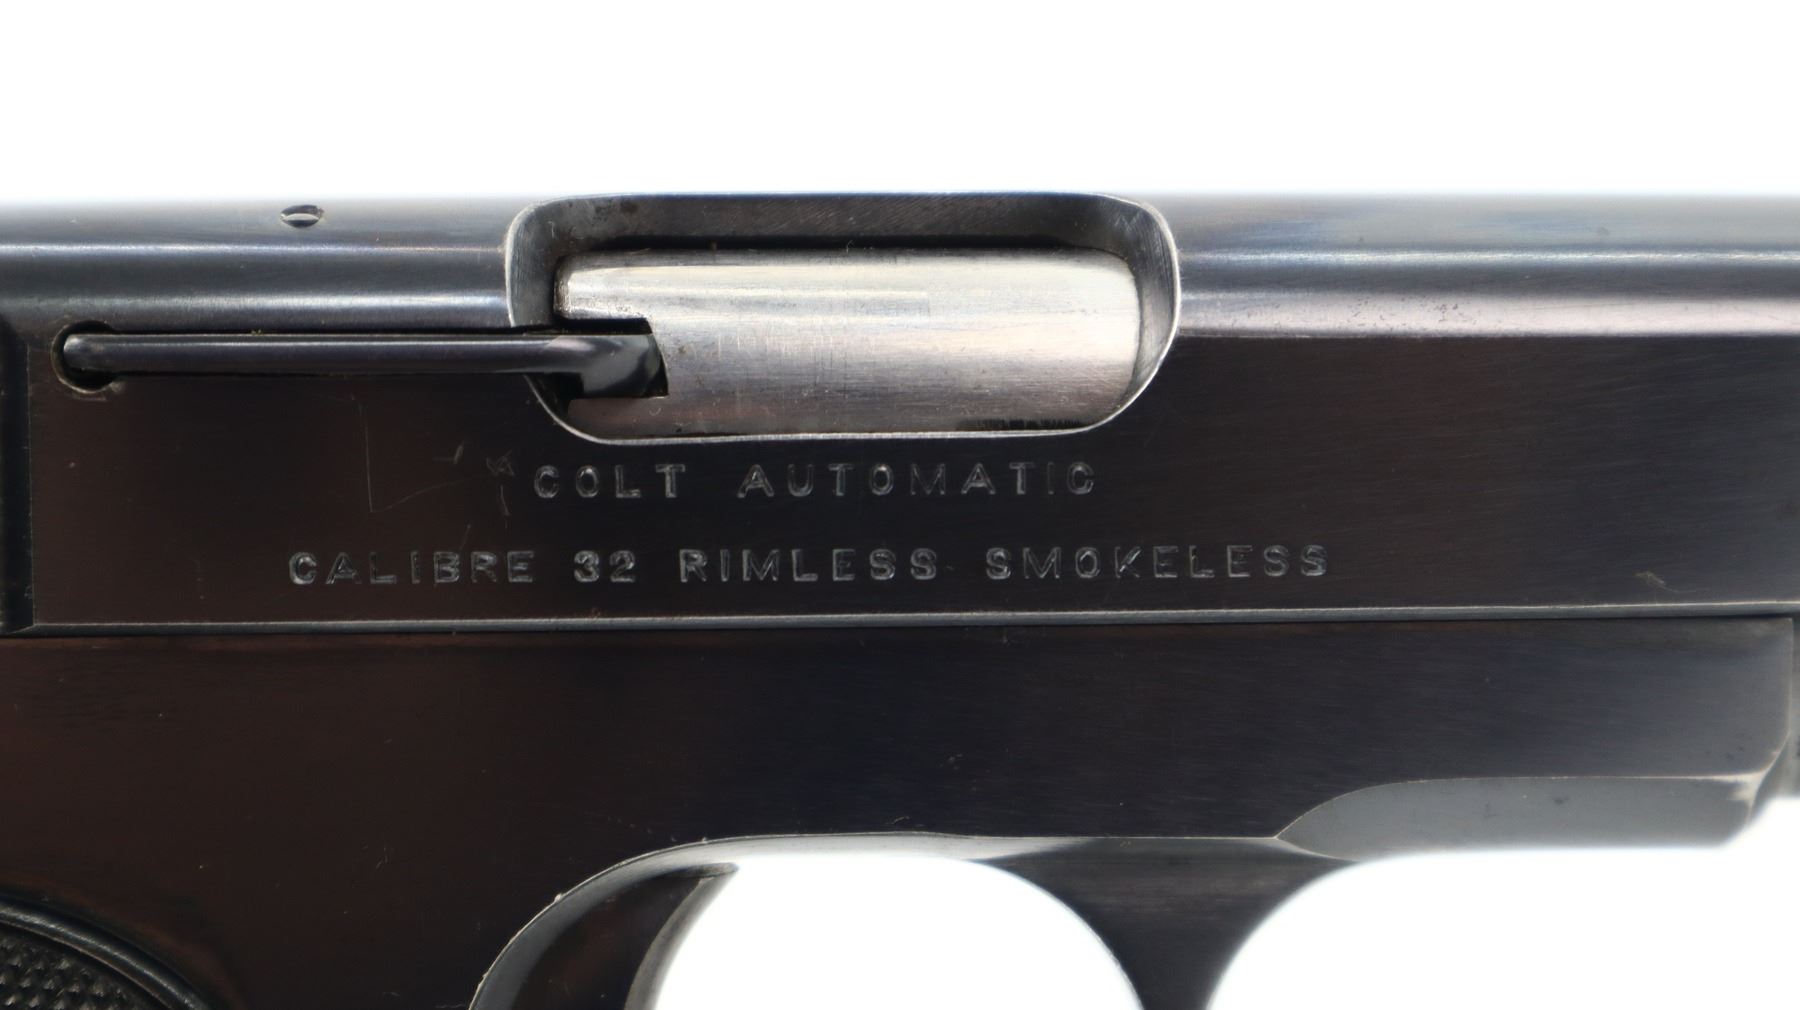 COLT AUTOMATIC
CALIBRE 32 RIMLESS SMOKELESS